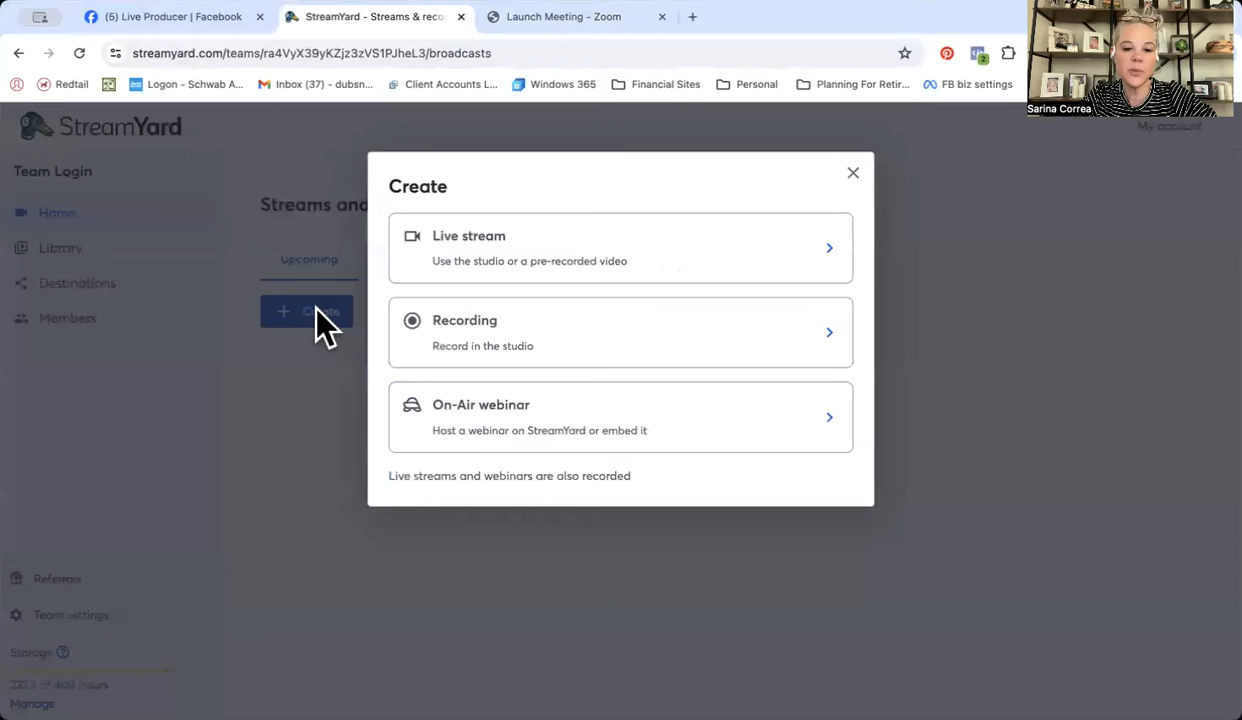 (5) Live Producer | Facebook
StreamYard - Streams & reco
Launch Meeting - Zoom
streamyard.com/teams/ra4VyX39yKZjz3zVS1PJheL3/broadcasts
2
Redtail
Logon - Schwab A...
Inbox (37) - dubsn...
Client Accounts L...
Windows 365
Financial Sites
Personal
Planning For Retir...
FB biz settings
Sarina Correa
StreamYard
My account
Team Login
Home
Library
Destinations
Members
Streams and
Upcoming
Create
Create
Live stream
Use the studio or a pre-recorded video
Recording
Record in the studio
On-Air webinar
Host a webinar on StreamYard or embed it
Live streams and webinars are also recorded
Referrals
Team settings
Storage
of 400 hours
Manage